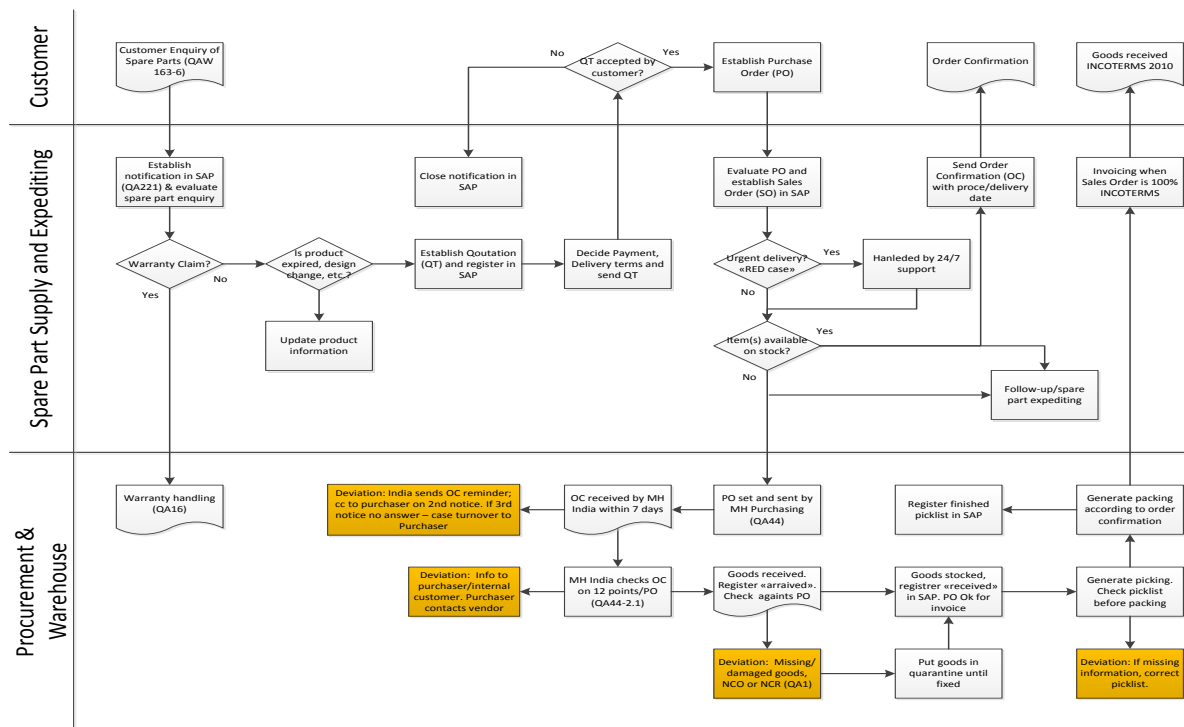 Customer
Customer Enquiry of
Spare Parts (QAW
163-6)
No
QT accepted by
customer?
Yes
Establish Purchase
Order (PO)
Order Confirmation
Goods received
INCOTERMS 2010
Spare Part Supply and Expediting
Establish
notification in SAP
(QA221) & evaluate
spare part enquiry
Close notification in
SAP
Evaluate PO and
establish Sales
Order (SO) in SAP
Send Order
Confirmation (OC)
with proce/delivery
date
Invoicing when
Sales Order is 100%
INCOTERMS
Warranty Claim?
No
Yes
Is
product
expired, design
change, etc.?
Establish Qoutation
(QT) and register in
SAP
Decide Payment,
Delivery terms and
send QT
Urgent delivery?
«RED case»
Yes
No
Hanleded by 24/7
support
Update product
information
Item(s) available
on stock?
Yes
No
Follow-up/spare
part expediting
Procurement &
Warehouse
Warranty handling
(QA16)
Deviation: India sends OC reminder;
cc to purchaser on 2nd notice. If 3rd
notice no answer – case turnover to
Purchaser
OC received by MH
India within 7 days
PO set and sent by
MH Purchasing
(QA44)
Register finished
picklist in SAP
Generate packing
according to order
confirmation
Deviation: Info to
purchaser/internal
customer. Purchaser
contacts vendor
MH India checks OC
on 12 points/PO
(QA44-2.1)
Goods received.
Register «arraived».
Check againts PO
Goods stocked,
registrer «received»
in SAP. PO Ok for
invoice
Generate picking.
Check picklist
before packing
Deviation: Missing/
damaged goods,
NCO or NCR (QA1)
Put goods in
quarantine until
fixed
Deviation: If missing
information, correct
picklist.